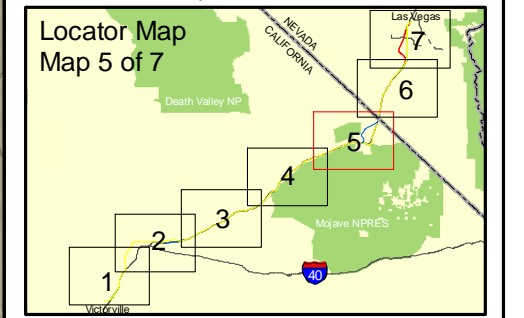 Locator Map
Map 5 of 7
Las Vegas
NEVADA
CALIFORNIA
7
6
Death Valley NP
5
4
3
Mojave NPRES
2
1
40
Victorville